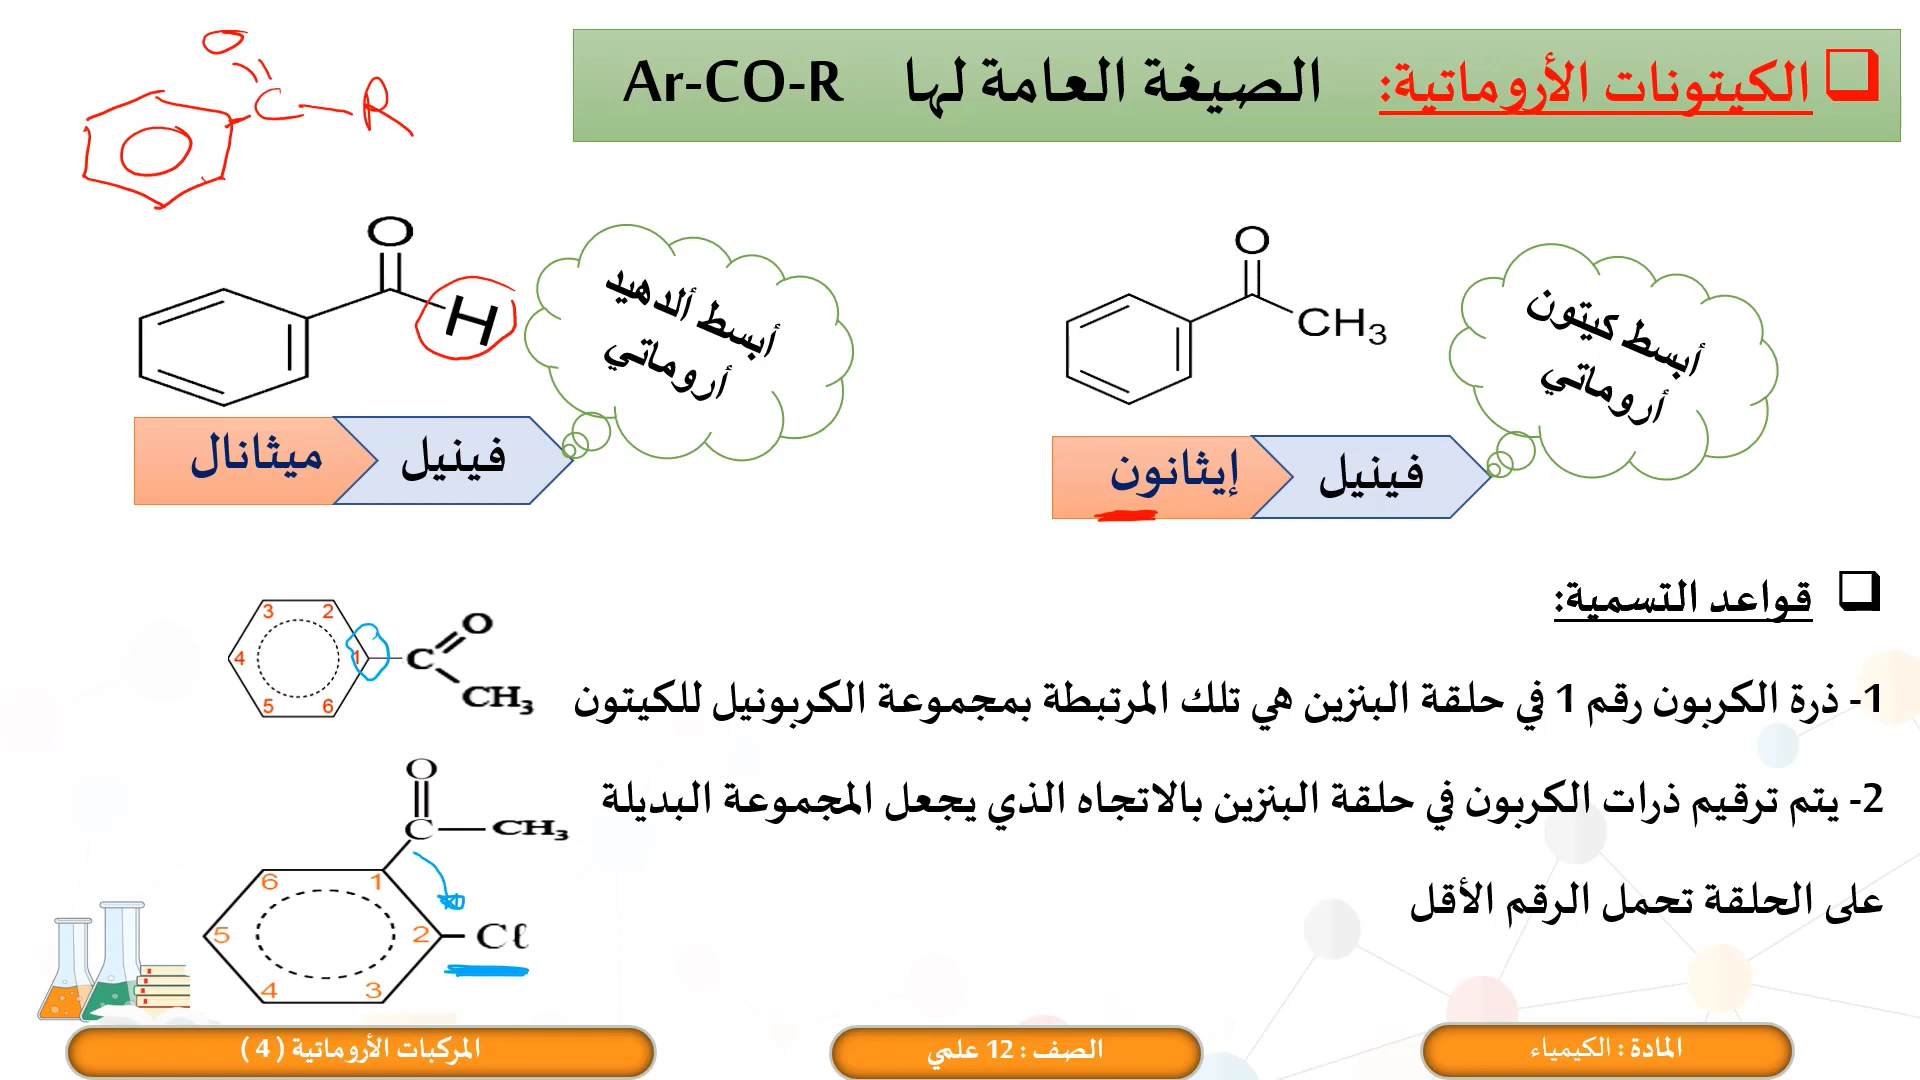 ❑ الكيتونات الأروماتية: الصيغة العامة لها Ar-CO-R
O
C R
O
CH3
أبسط كيتون
أروماتي
فينيل إيثانون
O
H
أبسط ألدهيد
أروماتي
فينيل ميثانال
❑ قواعد التسمية:
1- ذرة الكربون رقم 1 في حلقة البنزين هي تلك المرتبطة بمجموعة الكربونيل للكيتون
3 2
4 1 C O
5 6 CH3
2- يتم ترقيم ذرات الكربون في حلقة البنزين بالاتجاه الذي يجعل المجموعة البديلة
على الحلقة تحمل الرقم الأقل
O
C CH3
6 1
5 2 Cℓ
4 3
المادة : الكيمياء
الصف : 12 علمي
المركبات الأروماتية ( 4 )